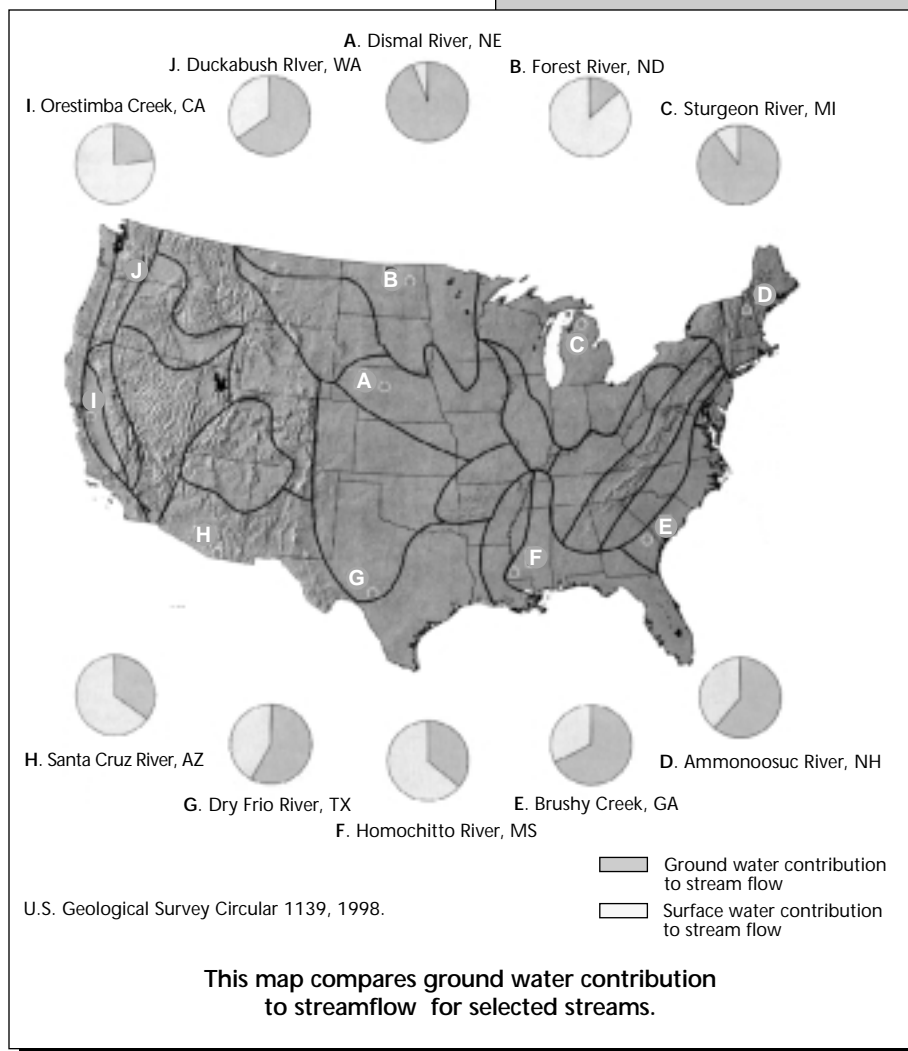 A. Dismal River, NE
J. Duckabush RIver, WA
B. Forest River, ND
I. Orestimba Creek, CA
C. Sturgeon River, MI
J
B
D
C
A
I
E
H
F
G
H. Santa Cruz River, AZ
D. Ammonoosuc River, NH
G. Dry Frio River, TX
E. Brushy Creek, GA
F. Homochitto River, MS
Ground water contribution
to stream flow
U.S. Geological Survey Circular 1139, 1998.
Surface water contribution
to stream flow
This map compares ground water contribution
to streamflow for selected streams.